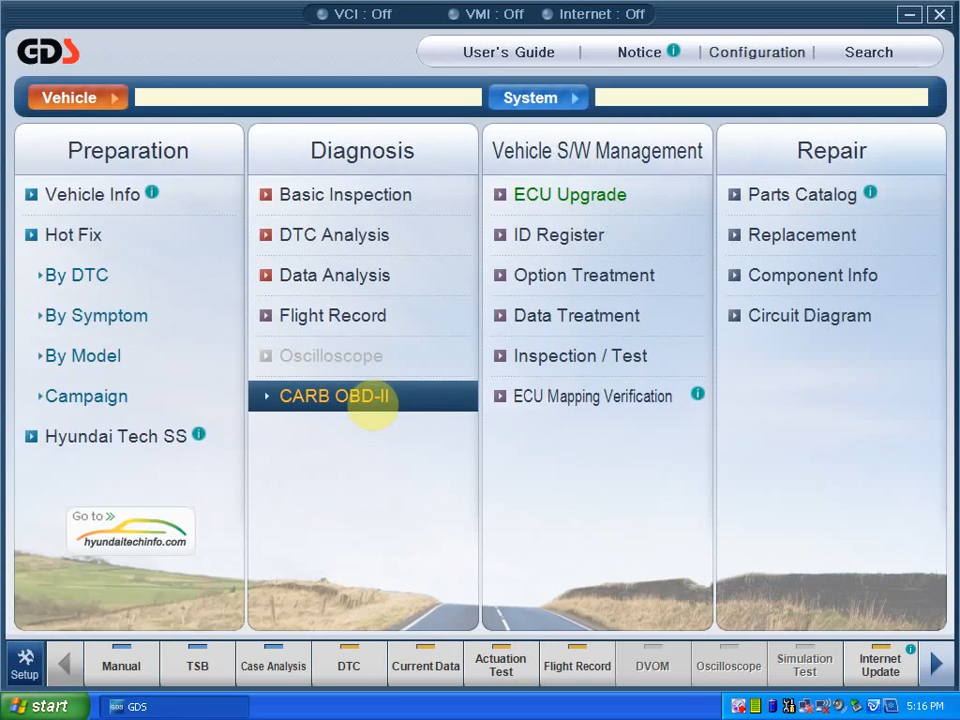 VCI : Off VMI : Off Internet : Off
GDS
User's Guide | Notice i | Configuration | Search
Vehicle System
Preparation
Vehicle Info i
Hot Fix
By DTC
By Symptom
By Model
Campaign
Hyundai Tech SS i
Go to »
hyundaitechinfo.com
Diagnosis
Basic Inspection
DTC Analysis
Data Analysis
Flight Record
Oscilloscope
CARB OBD-II
Vehicle S/W Management
ECU Upgrade
ID Register
Option Treatment
Data Treatment
Inspection / Test
ECU Mapping Verification i
Repair
Parts Catalog i
Replacement
Component Info
Circuit Diagram
Setup
Manual
TSB
Case Analysis
DTC
Current Data
Actuation
Test
Flight Record
DVOM
Oscilloscope
Simulation
Test
Internet
Update
i
start GDS GDS 5:16 PM